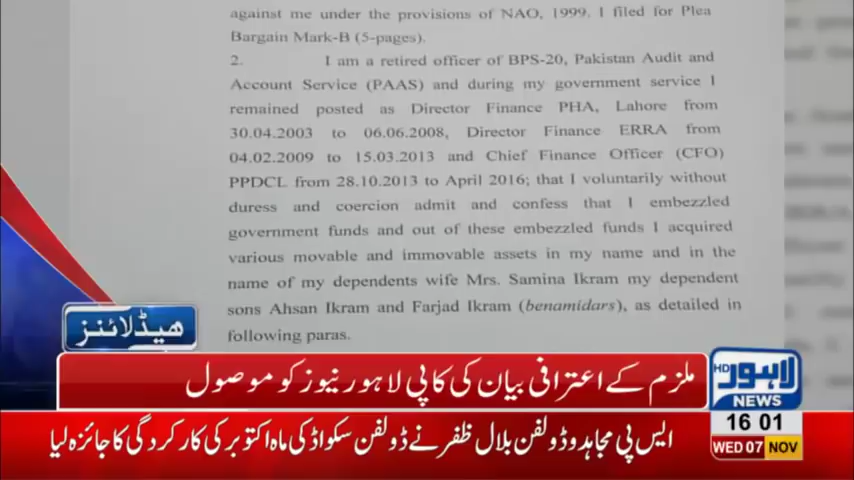 against me under the provisions of NAO, 1999. I filed for Plea
Bargain Mark-B (5-pages).
2. I am a retired officer of BPS-20, Pakistan Audit and
Account Service (PAAS) and during my government service I
remained posted as Director Finance PHA, Lahore from
30.04.2003 to 06.06.2008, Director Finance ERRA from
04.02.2009 to 15.03.2013 and Chief Finance Officer (CFO)
PPDCL from 28.10.2013 to April 2016; that I voluntarily without
duress and coercion admit and confess that I embezzled
government funds and out of these embezzled funds I acquired
various movable and immovable assets in my name and in the
name of my dependents wife Mrs. Samina Ikram my dependent
sons Ahsan Ikram and Farjad Ikram (benamidars), as detailed in
following paras.
ہیڈلائنز
ملزم کے اعترافی بیان کی کاپی لاہور نیوز کو موصول
HD
لاہور
NEWS
16 01
WED 07 NOV
ایس پی مجاہد و ڈولفن بلال ظفر نے ڈولفن سکواڈ کی ماہ اکتوبر کی کارکردگی کا جائزہ لیا